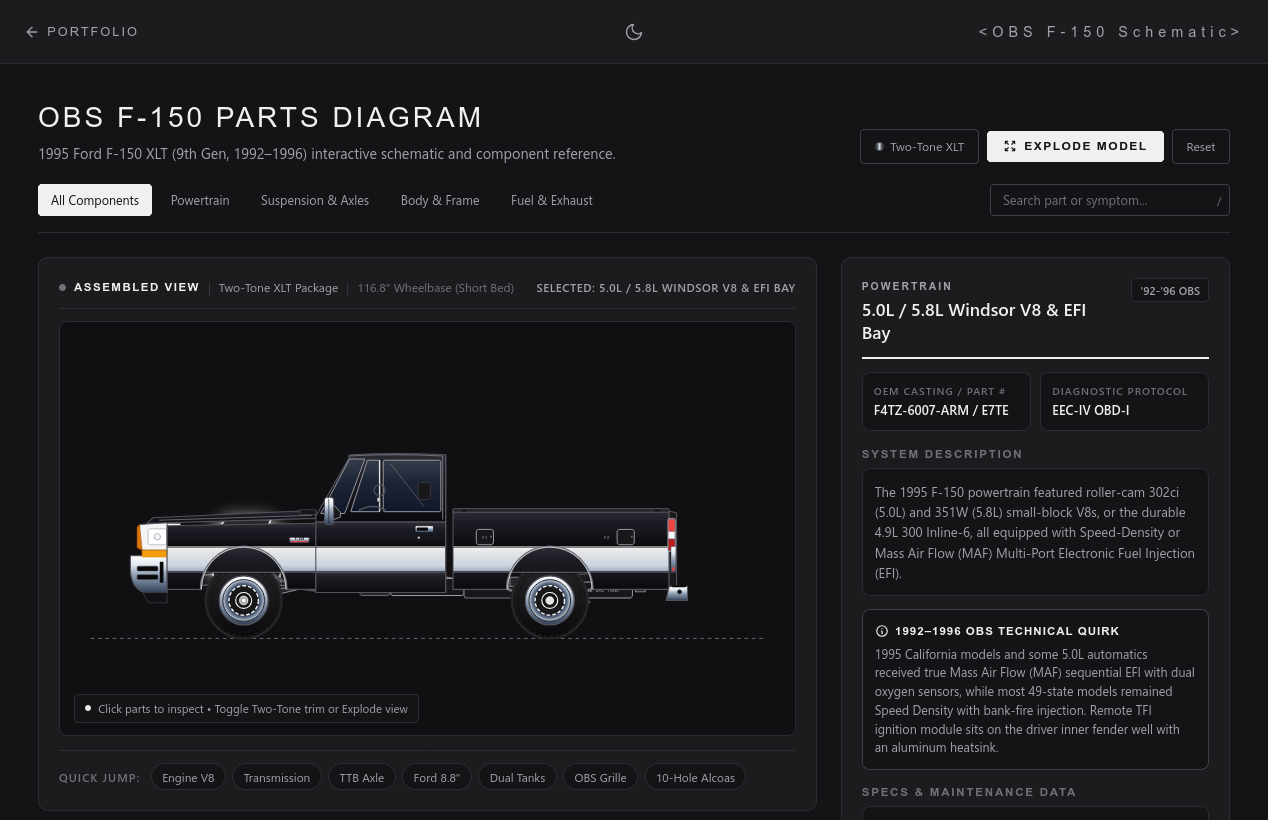 PORTFOLIO
<OBS F-150 Schematic>
OBS F-150 PARTS DIAGRAM
1995 Ford F-150 XLT (9th Gen, 1992–1996) interactive schematic and component reference.
Two-Tone XLT
EXPLODE MODEL
Reset
All Components
Powertrain
Suspension & Axles
Body & Frame
Fuel & Exhaust
Search part or symptom...
/
ASSEMBLED VIEW | Two-Tone XLT Package | 116.8" Wheelbase (Short Bed)
SELECTED: 5.0L / 5.8L WINDSOR V8 & EFI BAY
Click parts to inspect • Toggle Two-Tone trim or Explode view
QUICK JUMP:
Engine V8
Transmission
TTB Axle
Ford 8.8"
Dual Tanks
OBS Grille
10-Hole Alcoas
POWERTRAIN
'92-'96 OBS
5.0L / 5.8L Windsor V8 & EFI
Bay
OEM CASTING / PART #
F4TZ-6007-ARM / E7TE
DIAGNOSTIC PROTOCOL
EEC-IV OBD-I
SYSTEM DESCRIPTION
The 1995 F-150 powertrain featured roller-cam 302ci
(5.0L) and 351W (5.8L) small-block V8s, or the durable
4.9L 300 Inline-6, all equipped with Speed-Density or
Mass Air Flow (MAF) Multi-Port Electronic Fuel Injection
(EFI).
1992–1996 OBS TECHNICAL QUIRK
1995 California models and some 5.0L automatics
received true Mass Air Flow (MAF) sequential EFI with dual
oxygen sensors, while most 49-state models remained
Speed Density with bank-fire injection. Remote TFI
ignition module sits on the driver inner fender well with
an aluminum heatsink.
SPECS & MAINTENANCE DATA